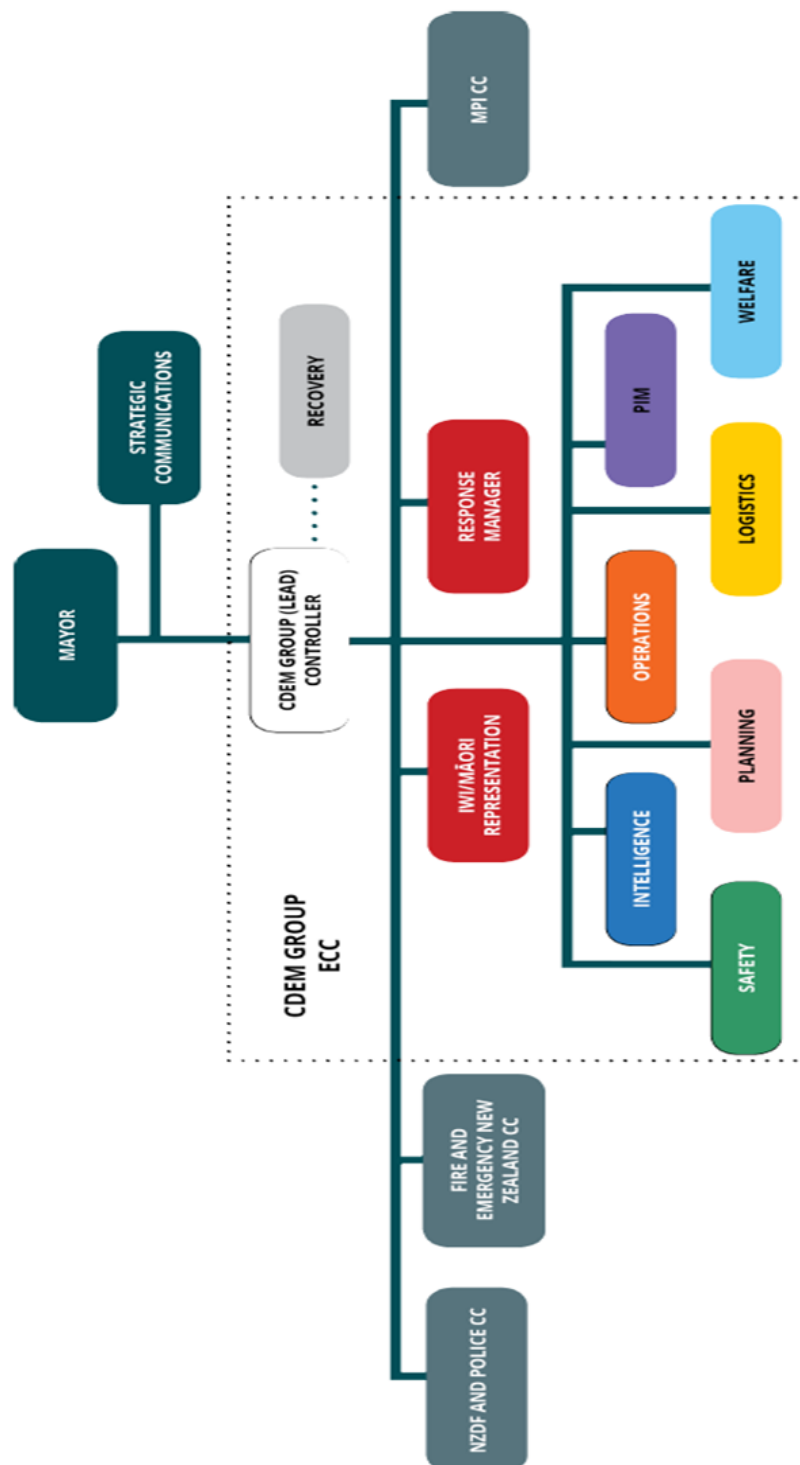 MAYOR
STRATEGIC
COMMUNICATIONS
CDEM GROUP (LEAD)
CONTROLLER
RECOVERY
CDEM GROUP
ECC
NZDF AND POLICE CC
FIRE AND
EMERGENCY NEW
ZEALAND CC
IWI/MĀORI
REPRESENTATION
RESPONSE
MANAGER
MPI CC
INTELLIGENCE
OPERATIONS
PIM
SAFETY
PLANNING
LOGISTICS
WELFARE